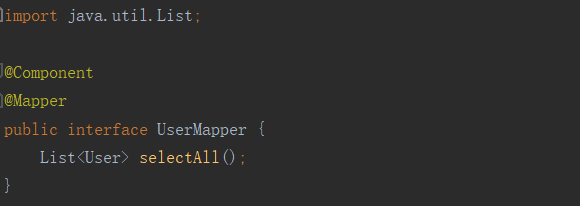 import java.util.List;
@Component
@Mapper
public interface UserMapper {
List<User> selectAll();
}